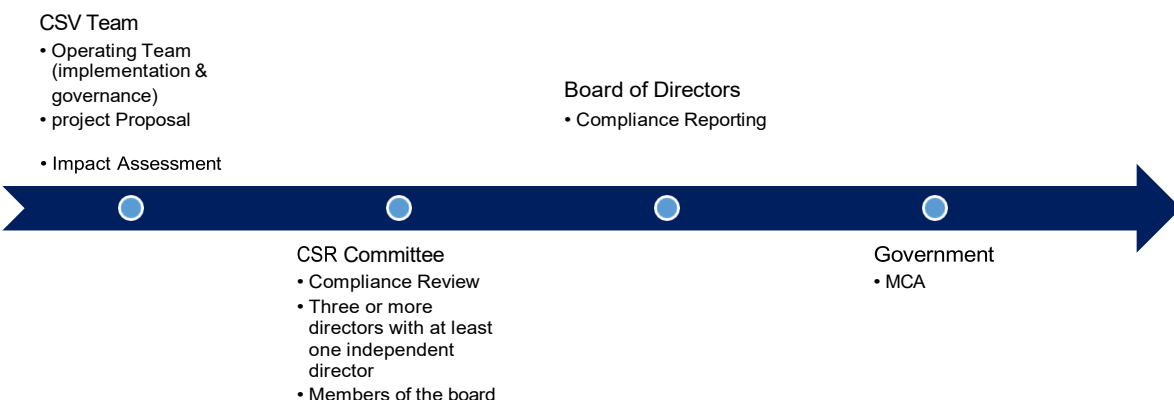 CSV Team
• Operating Team
(implementation &
governance)
• project Proposal
• Impact Assessment
Board of Directors
• Compliance Reporting
CSR Committee
• Compliance Review
• Three or more
directors with at least
one independent
director
• Members of the board
Government
• MCA